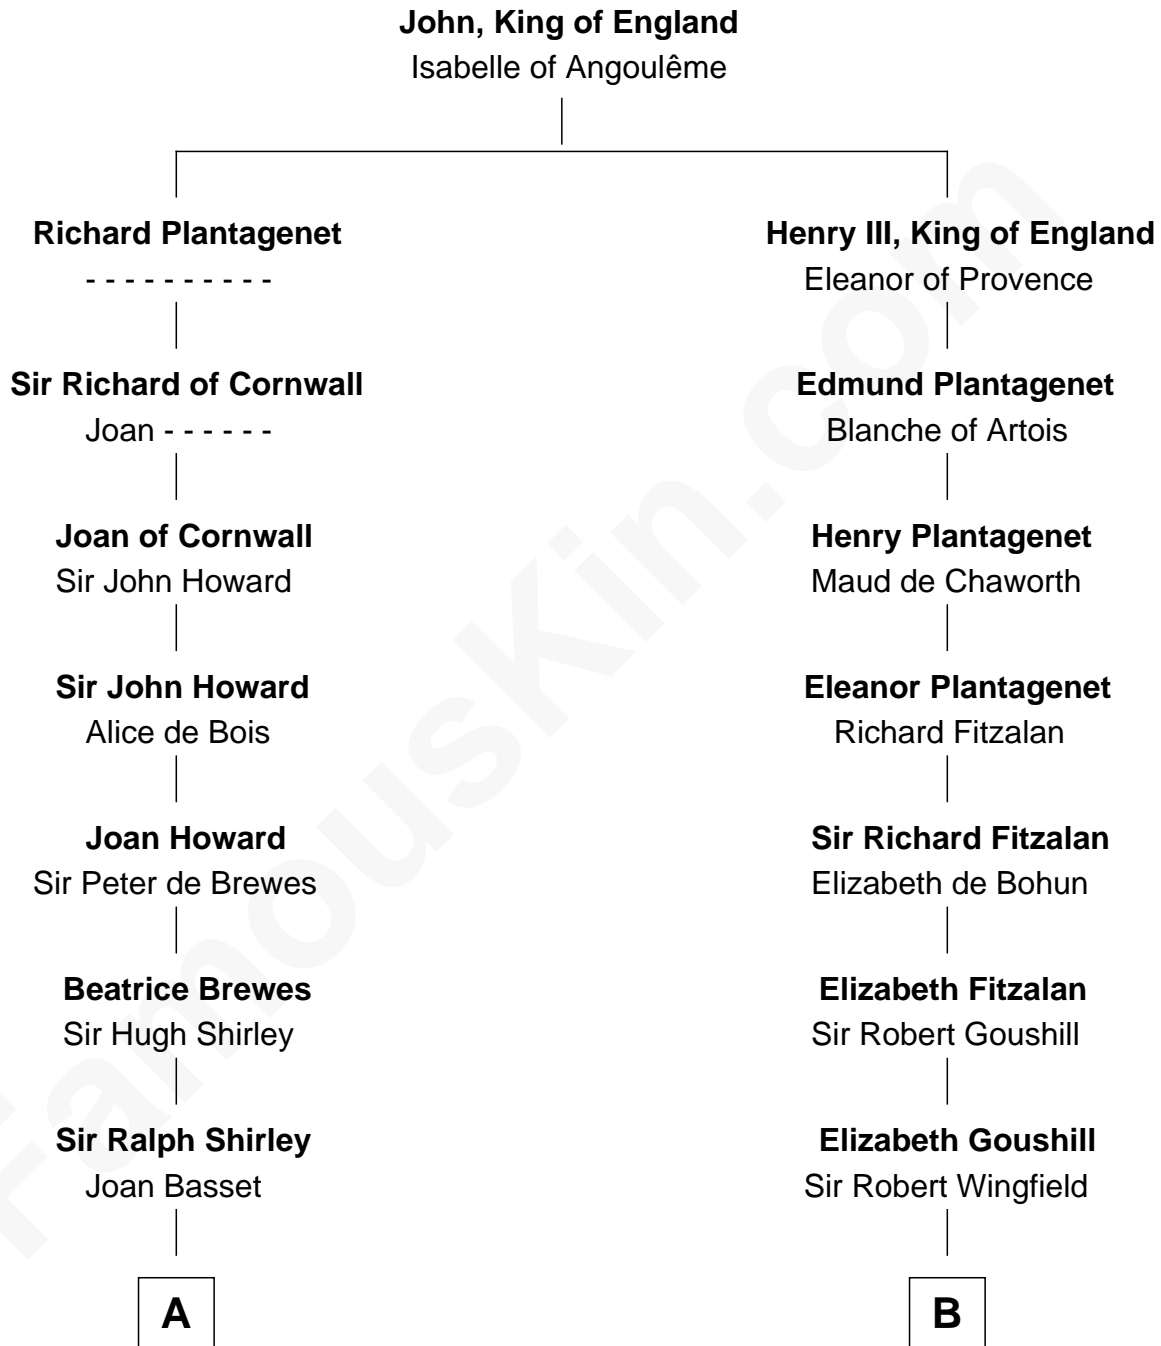 John, King of England
Isabelle of Angoulême
Richard Plantagenet
- - - - - - - - - -
Sir Richard of Cornwall
Joan - - - - - -
Joan of Cornwall
Sir John Howard
Sir John Howard
Alice de Bois
Joan Howard
Sir Peter de Brewes
Beatrice Brewes
Sir Hugh Shirley
Sir Ralph Shirley
Joan Basset
A
Henry III, King of England
Eleanor of Provence
Edmund Plantagenet
Blanche of Artois
Henry Plantagenet
Maud de Chaworth
Eleanor Plantagenet
Richard Fitzalan
Sir Richard Fitzalan
Elizabeth de Bohun
Elizabeth Fitzalan
Sir Robert Goushill
Elizabeth Goushill
Sir Robert Wingfield
B
FamousKin.com